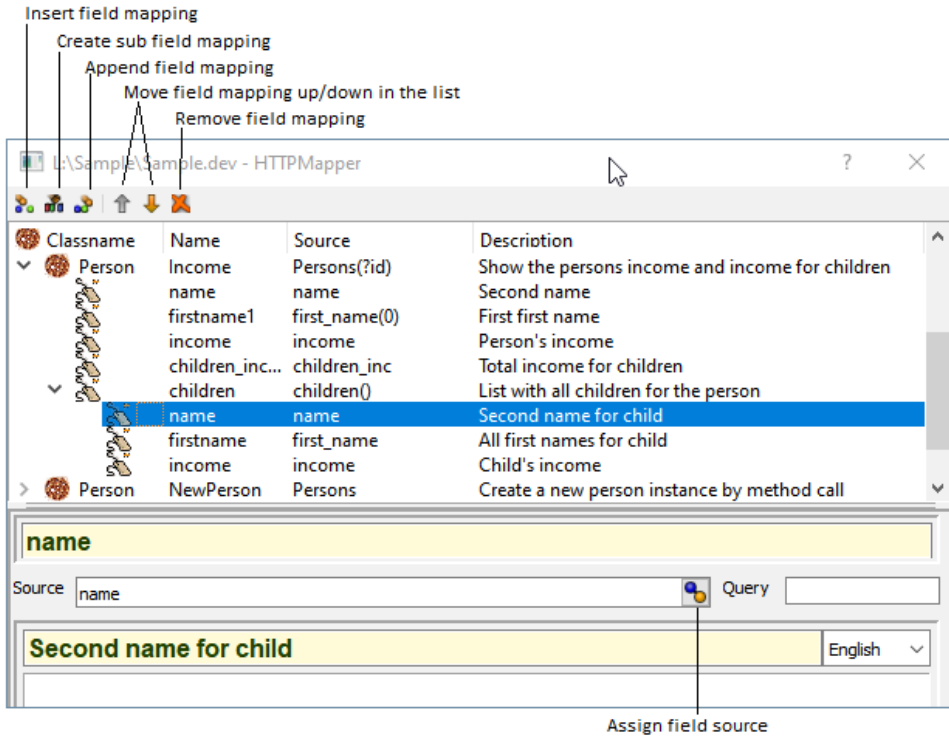 Insert field mapping
Create sub field mapping
Append field mapping
Move field mapping up/down in the list
Remove field mapping
L:\Sample\Sample.dev - HTTPMapper ?
Classname Name Source Description
Person Income Persons(?id) Show the persons income and income for children
name name Second name
firstname1 first_name(0) First first name
income income Person's income
children_inc... children_inc Total income for children
children children() List with all children for the person
name name Second name for child
firstname first_name All first names for child
income income Child's income
Person NewPerson Persons Create a new person instance by method call
name
Source name Query
Second name for child English
Assign field source